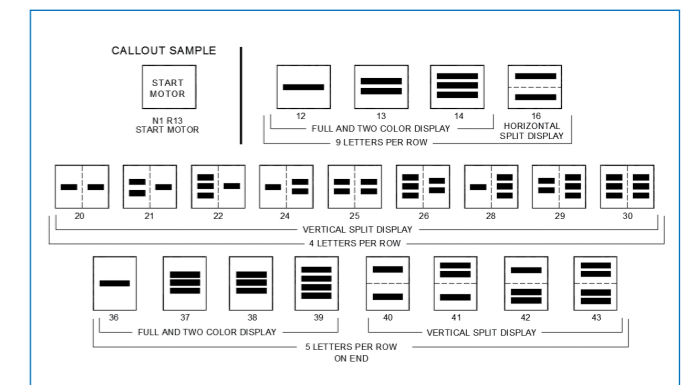 CALLOUT SAMPLE
START
MOTOR
N1 R13
START MOTOR
12 13 14 16
FULL AND TWO COLOR DISPLAY
HORIZONTAL
SPLIT DISPLAY
9 LETTERS PER ROW
20 21 22 24 25 26 28 29 30
VERTICAL SPLIT DISPLAY
4 LETTERS PER ROW
36 37 38 39 40 41 42 43
FULL AND TWO COLOR DISPLAY VERTICAL SPLIT DISPLAY
5 LETTERS PER ROW
ON END